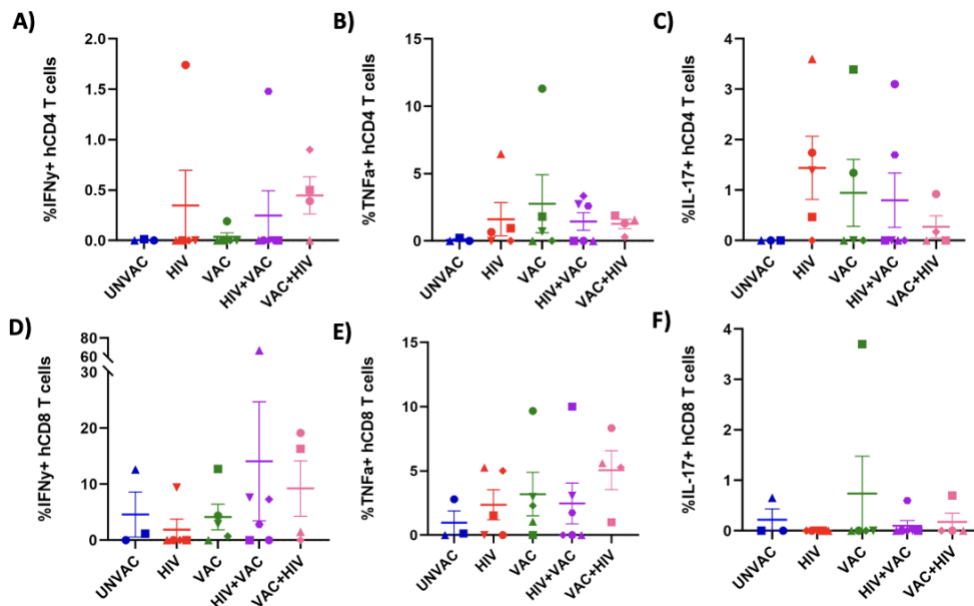 A)
%IFNy+ hCD4 T cells
2.0
1.5
1.0
0.5
0.0
UNVAC
HIV
VAC
HIV+VAC
VAC+HIV
B)
%TNFa+ hCD4 T cells
15
10
5
0
UNVAC
HIV
VAC
HIV+VAC
VAC+HIV
C)
%IL-17+ hCD4 T cells
4
3
2
1
0
UNVAC
HIV
VAC
HIV+VAC
VAC+HIV
D)
%IFNy+ hCD8 T cells
80
60
30
20
10
0
UNVAC
HIV
VAC
HIV+VAC
VAC+HIV
E)
%TNFa+ hCD8 T cells
15
10
5
0
UNVAC
HIV
VAC
HIV+VAC
VAC+HIV
F)
%IL-17+ hCD8 T cells
4
3
2
1
0
UNVAC
HIV
VAC
HIV+VAC
VAC+HIV